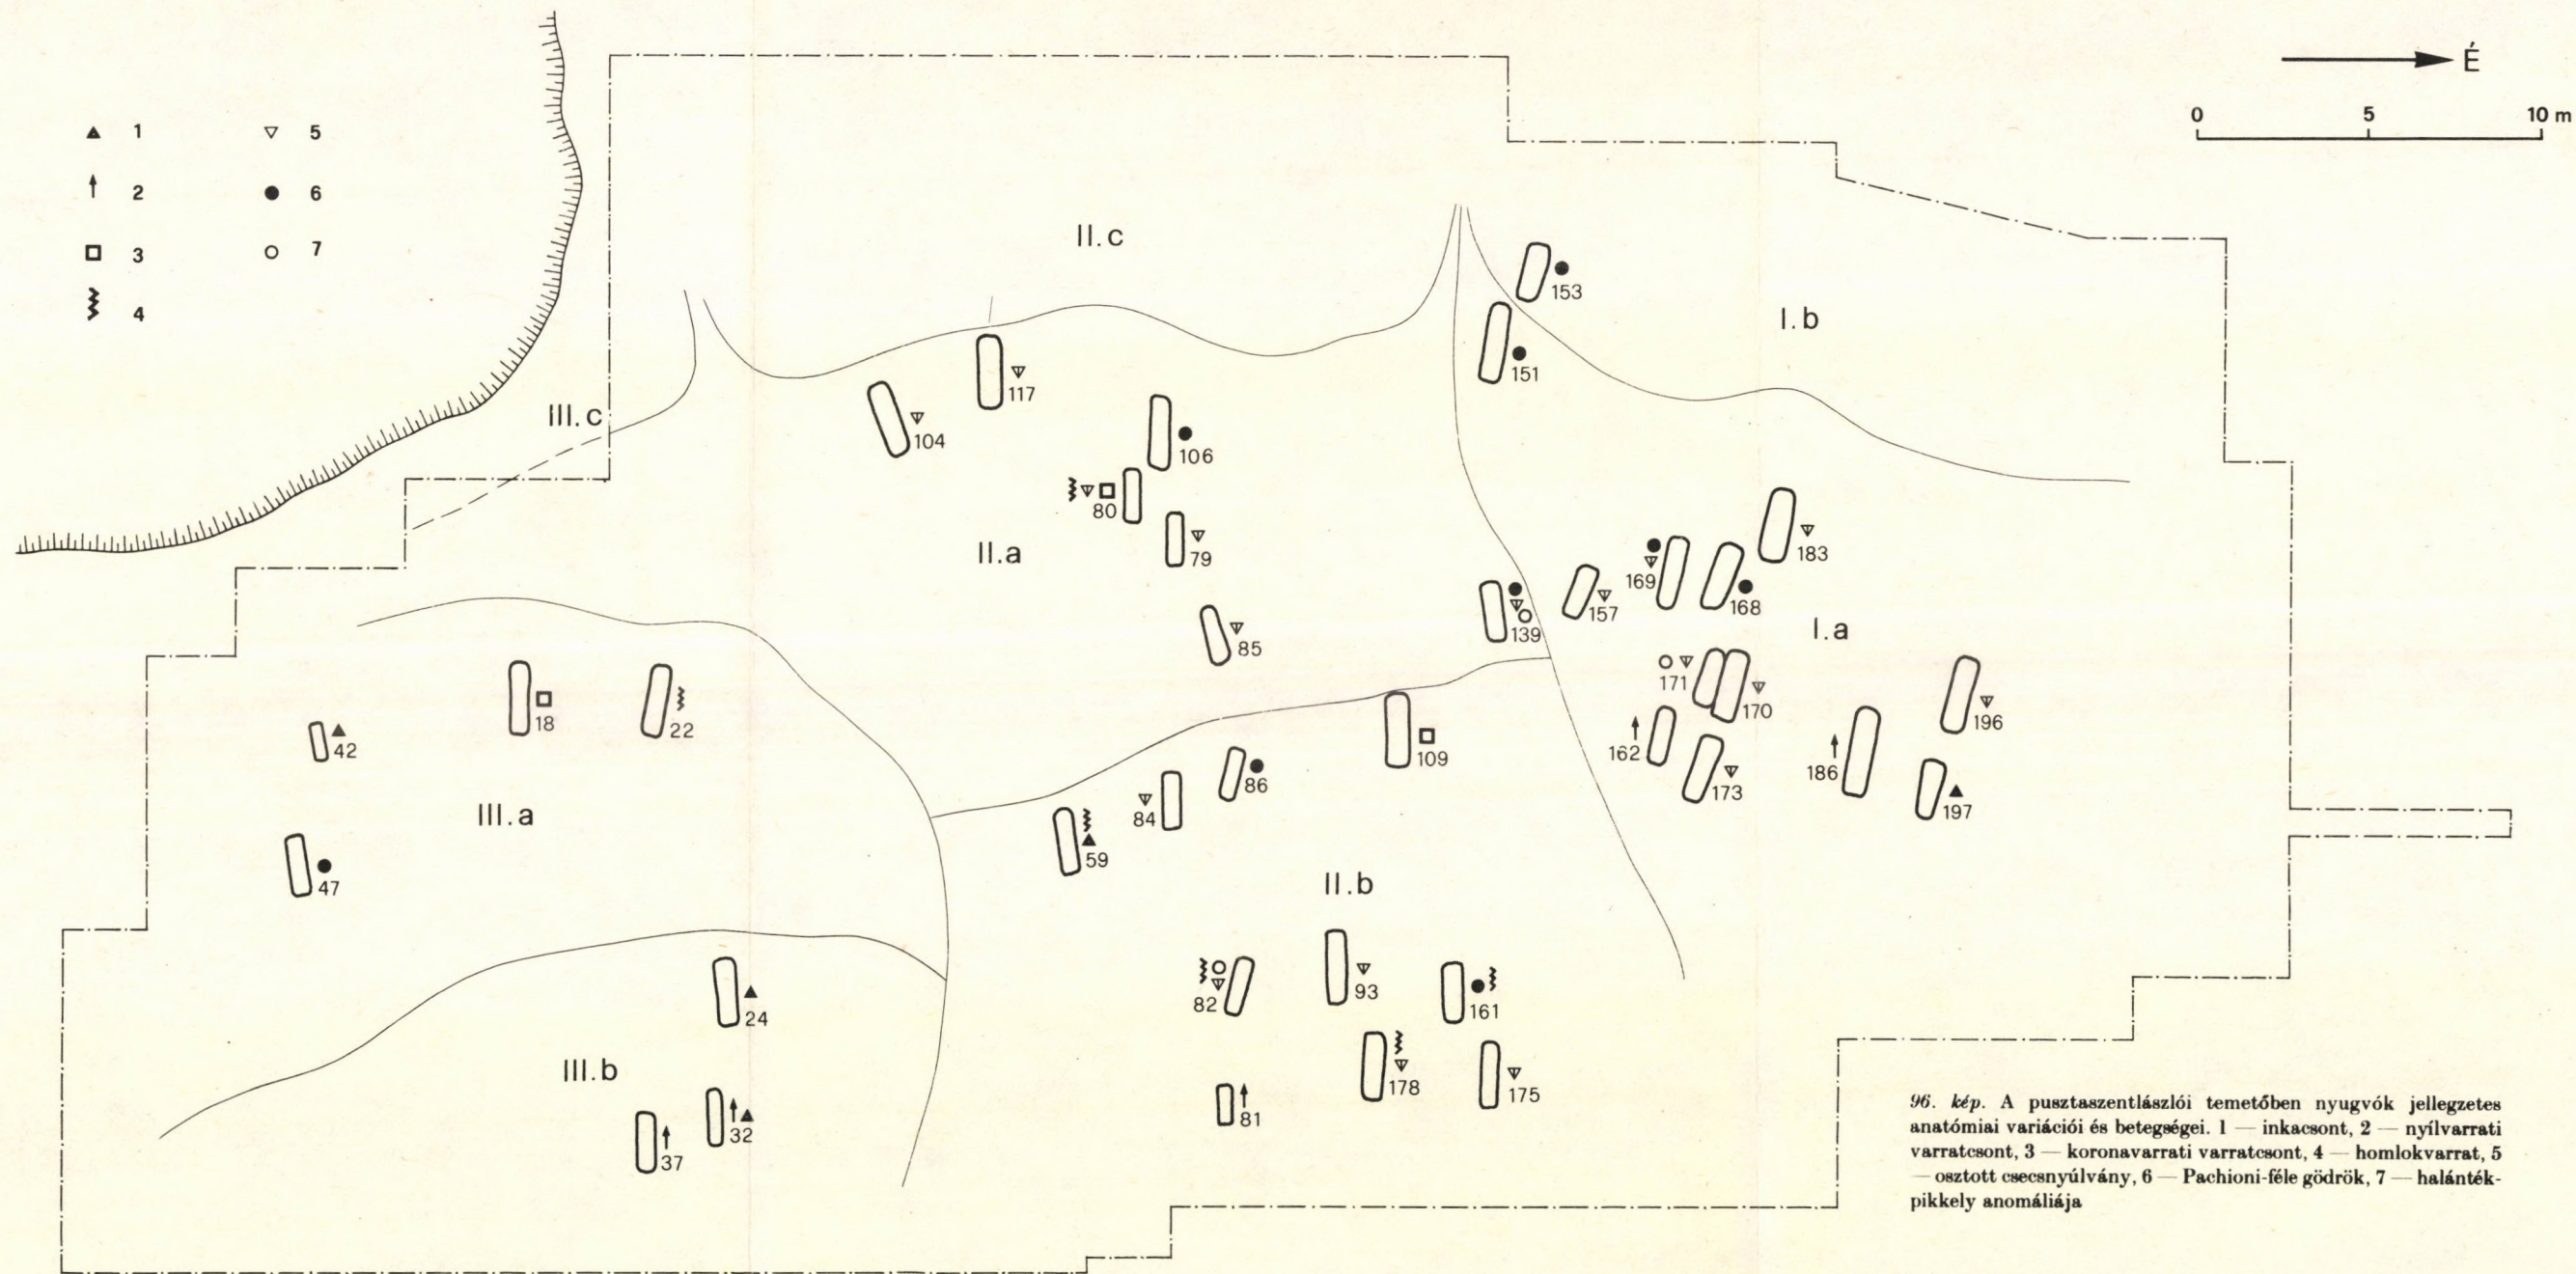 É
0 5 10 m
1 5
2 6
3 7
4
II.c
153
I.b
151
III.c
117
104
106
80
II.a
79
183
169
168
157
139
I.a
85
171
170
18
22
42
196
162
109
186
173
86
197
III.a
84
59
47
II.b
93
82
161
24
III.b
178
175
81
32
37
96. kép. A pusztaszentlászlói temetőben nyugvók jellegzetes
anatómiai variációi és betegségei. 1 — inkacsont, 2 — nyílvarrati
varratcsont, 3 — koronavarrati varratcsont, 4 — homlokvarrat, 5
— osztott csecsnyúlvány, 6 — Pachioni-féle gödrök, 7 — halánték-
pikkely anomáliája